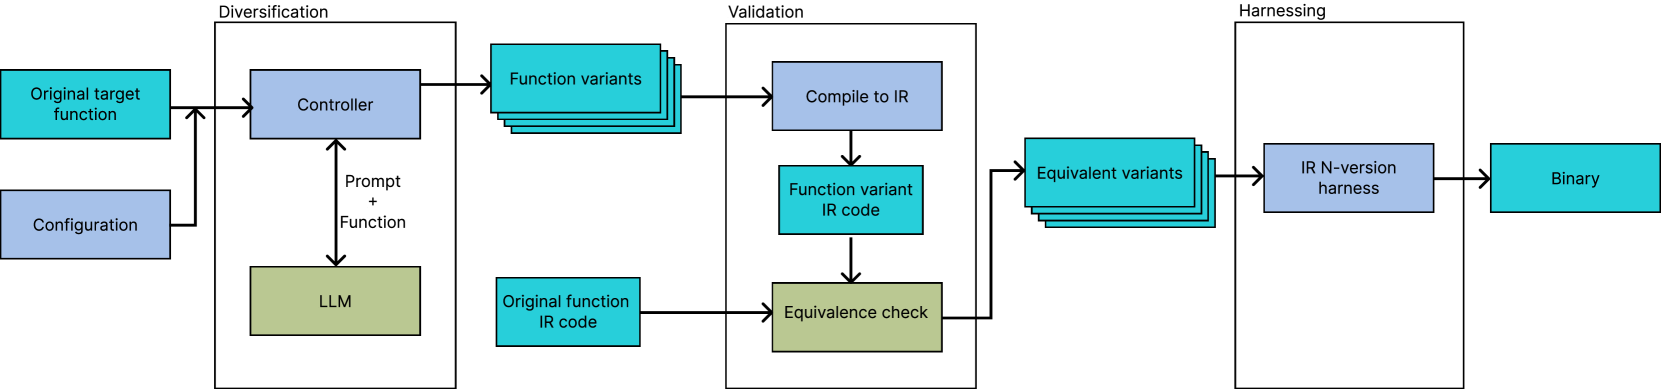 Diversification
Validation
Harnessing
Original target
function
Controller
Function variants
Compile to IR
Configuration
Prompt
+
Function
LLM
Function variant
IR code
Original function
IR code
Equivalence check
Equivalent variants
IR N-version
harness
Binary